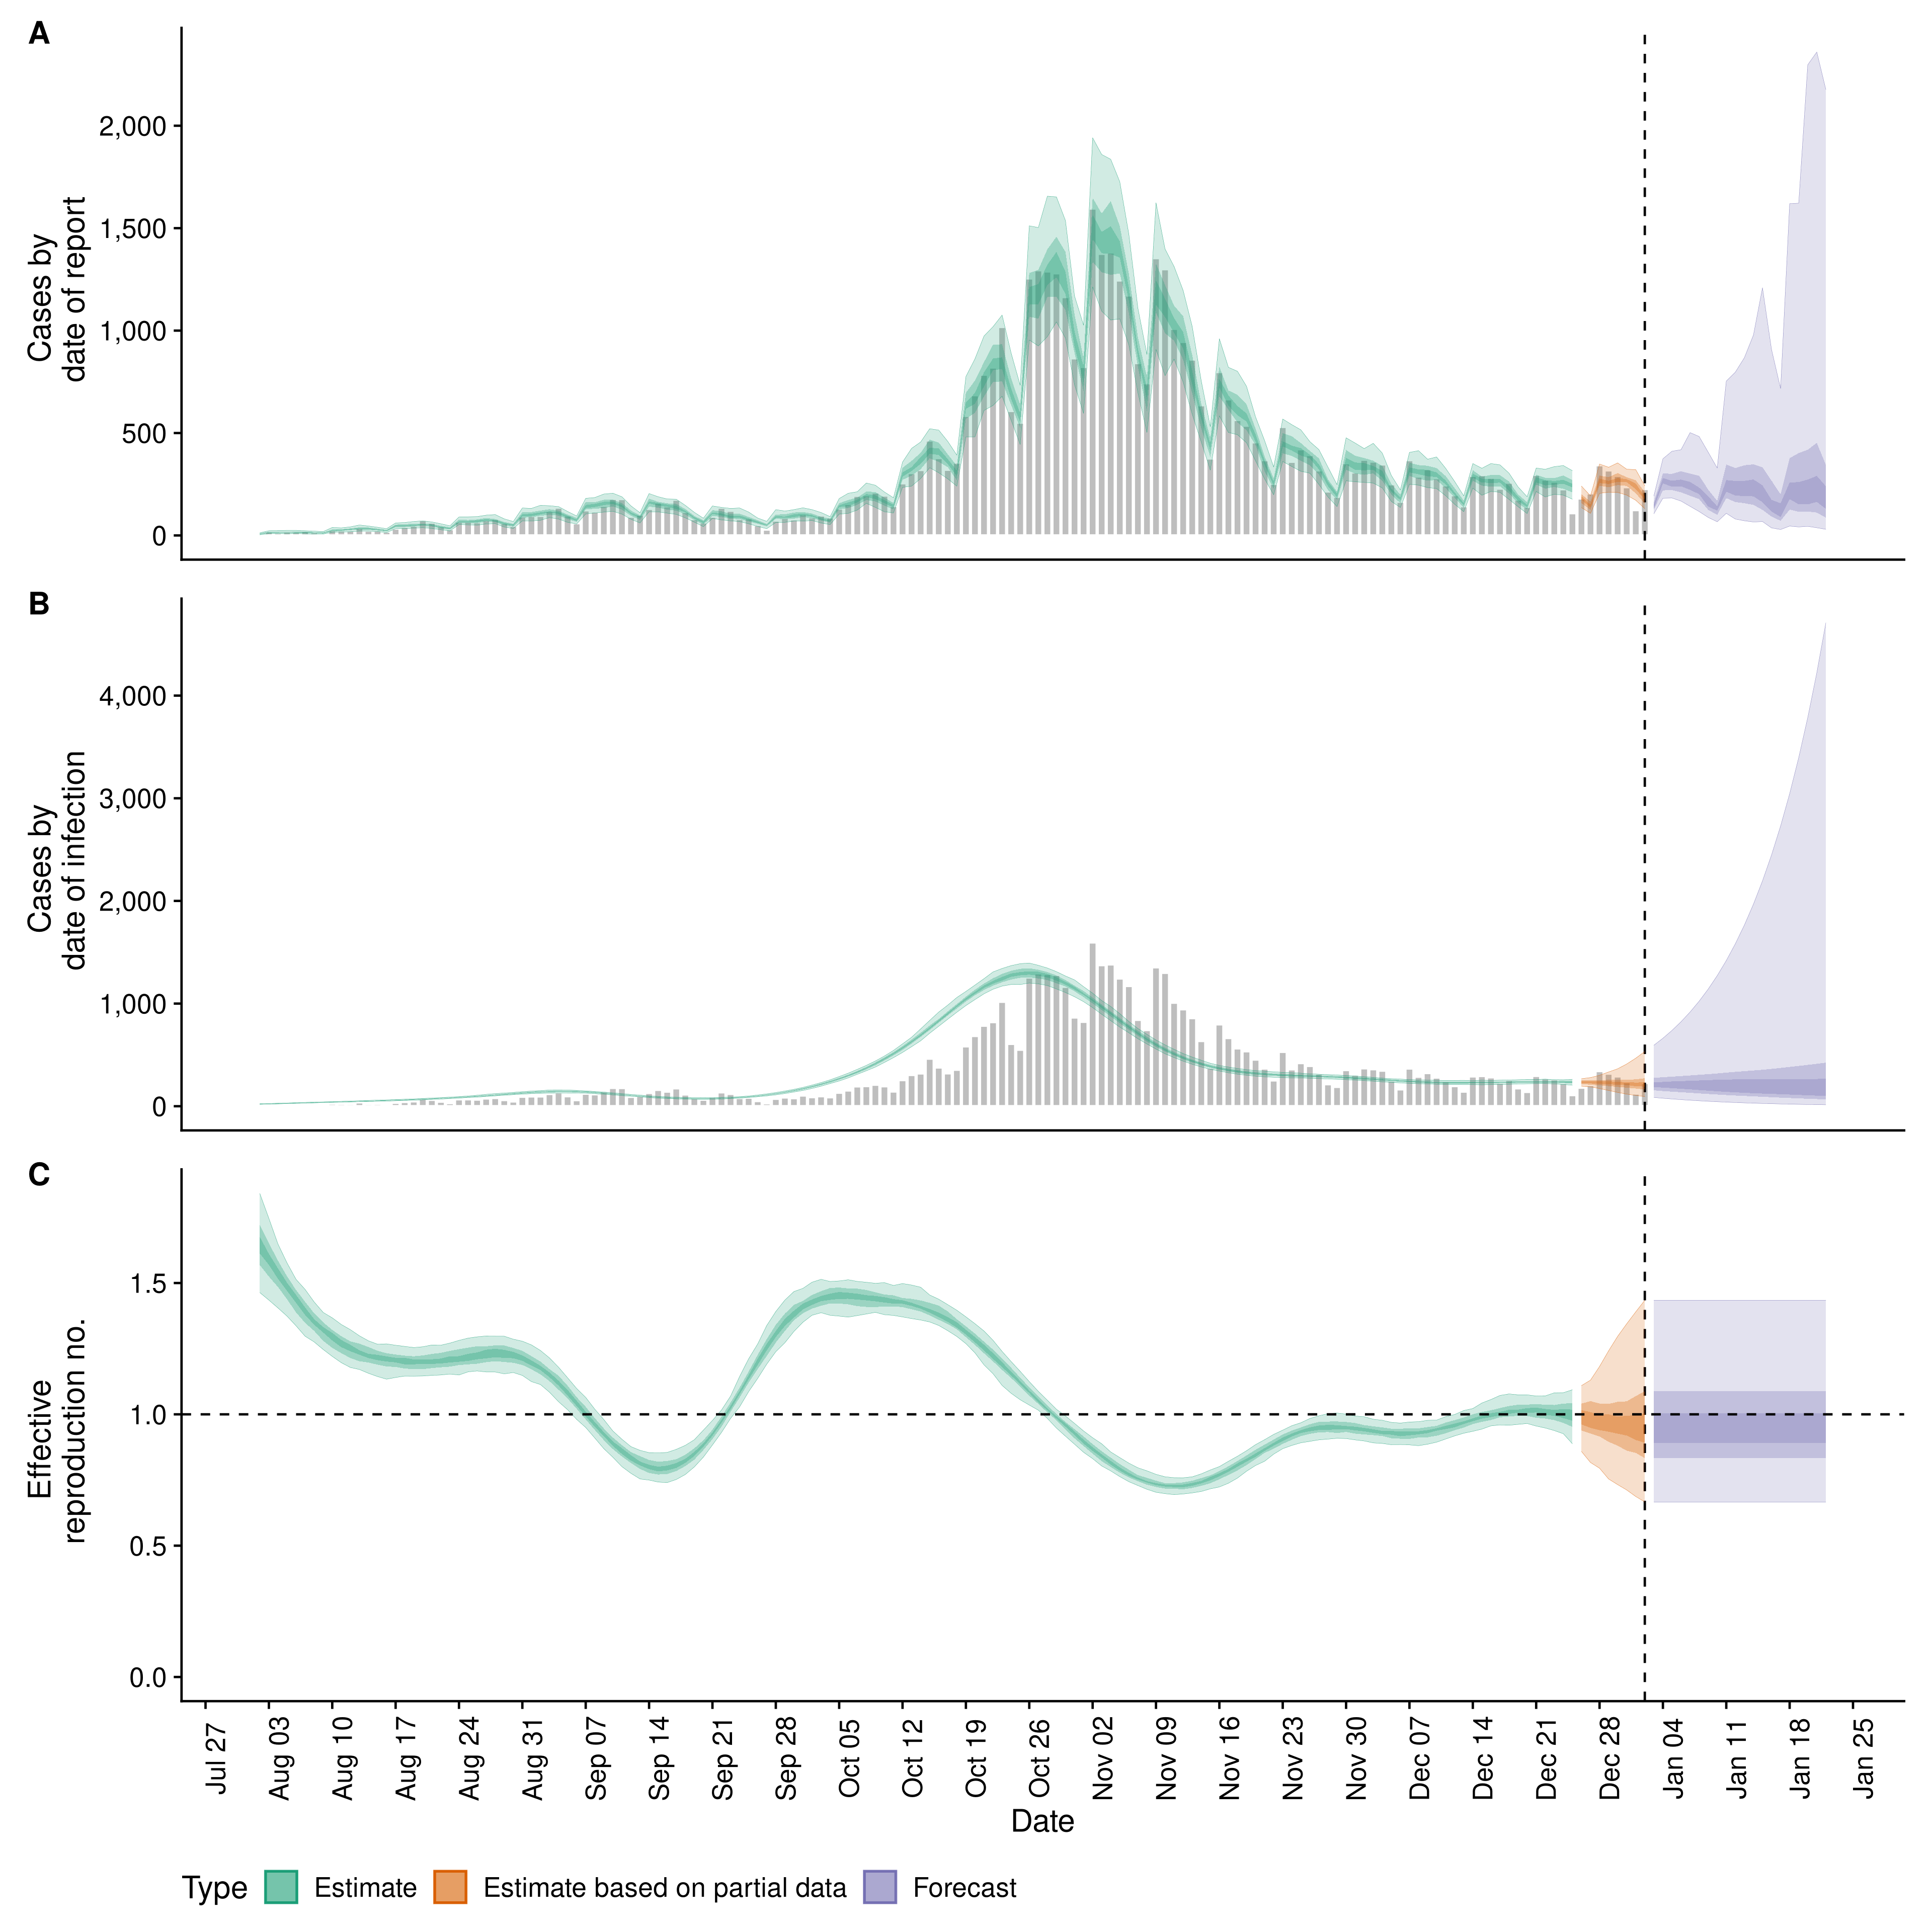 A
Cases by
date of report
2,000
1,500
1,000
500
0
B
Cases by
date of infection
4,000
3,000
2,000
1,000
0
C
Effective
reproduction no.
1.5
1.0
0.5
0.0
Jul 27
Aug 03
Aug 10
Aug 17
Aug 24
Aug 31
Sep 07
Sep 14
Sep 21
Sep 28
Oct 05
Oct 12
Oct 19
Oct 26
Nov 02
Nov 09
Nov 16
Nov 23
Nov 30
Dec 07
Dec 14
Dec 21
Dec 28
Jan 04
Jan 11
Jan 18
Jan 25
Date
Type Estimate Estimate based on partial data Forecast